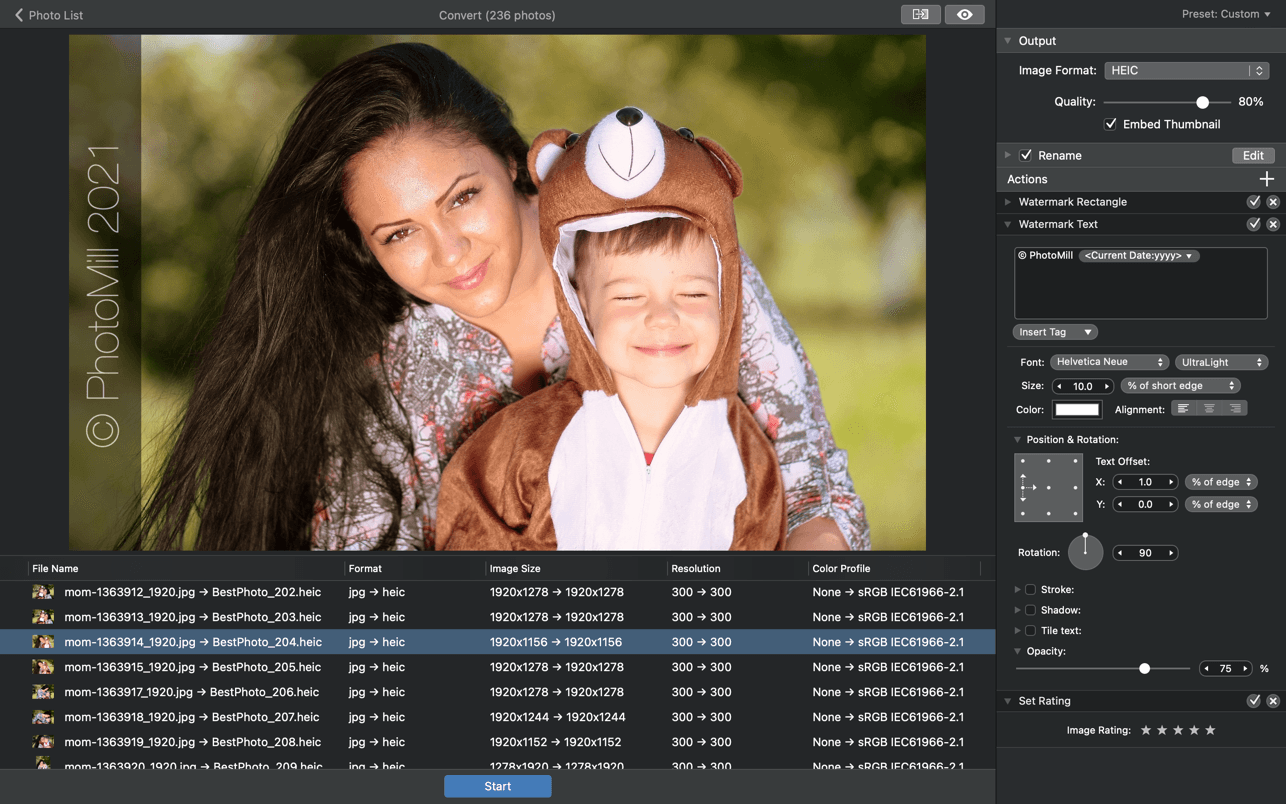 Photo List
Convert (236 photos)
Preset: Custom
Output
Image Format: HEIC
Quality: 80%
Embed Thumbnail
Rename Edit
Actions
Watermark Rectangle
Watermark Text
© PhotoMill <Current Date:yyyy>
Insert Tag
Font: Helvetica Neue UltraLight
Size: 10.0 % of short edge
Color: Alignment:
Position & Rotation:
Text Offset:
X: 1.0 % of edge
Y: 0.0 % of edge
Rotation: 90
Stroke:
Shadow:
Tile text:
Opacity:
75 %
Set Rating
Image Rating: ★ ★ ★ ★ ★
© PhotoMill 2021
File Name Format Image Size Resolution Color Profile
mom-1363912_1920.jpg → BestPhoto_202.heic jpg → heic 1920x1278 → 1920x1278 300 → 300 None → sRGB IEC61966-2.1
mom-1363913_1920.jpg → BestPhoto_203.heic jpg → heic 1920x1278 → 1920x1278 300 → 300 None → sRGB IEC61966-2.1
mom-1363914_1920.jpg → BestPhoto_204.heic jpg → heic 1920x1156 → 1920x1156 300 → 300 None → sRGB IEC61966-2.1
mom-1363915_1920.jpg → BestPhoto_205.heic jpg → heic 1920x1278 → 1920x1278 300 → 300 None → sRGB IEC61966-2.1
mom-1363917_1920.jpg → BestPhoto_206.heic jpg → heic 1920x1278 → 1920x1278 300 → 300 None → sRGB IEC61966-2.1
mom-1363918_1920.jpg → BestPhoto_207.heic jpg → heic 1920x1244 → 1920x1244 300 → 300 None → sRGB IEC61966-2.1
mom-1363919_1920.jpg → BestPhoto_208.heic jpg → heic 1920x1152 → 1920x1152 300 → 300 None → sRGB IEC61966-2.1
mom-1363920_1920.jpg → BestPhoto_209.heic jpg → heic 1278x1920 → 1278x1920 300 → 300 None → sRGB IEC61966-2.1
Start